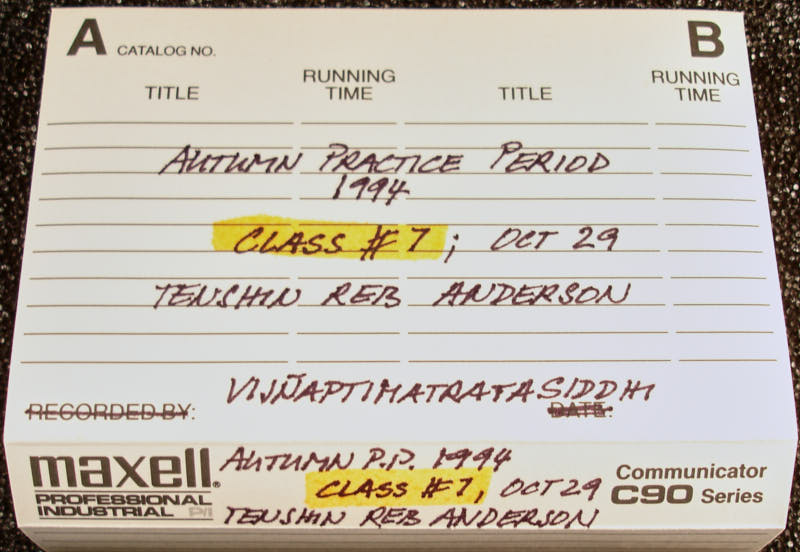 A CATALOG NO. B
TITLE RUNNING TIME TITLE RUNNING TIME
AUTUMN PRACTICE PERIOD
1994
CLASS #7; OCT 29
TENSHIN REB ANDERSON
VIJÑAPTIMATRATASIDDHI
RECORDED BY: DATE:
maxell® AUTUMN P.P. 1994
CLASS #7, OCT 29
TENSHIN REB ANDERSON
PROFESSIONAL INDUSTRIAL P/I
Communicator
C90 Series